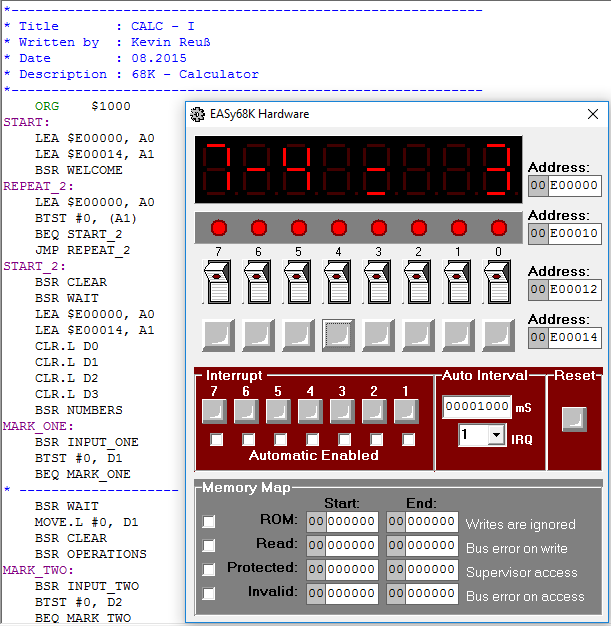 *-----------------------------------------------------------
* Title : CALC - I
* Written by : Kevin Reuß
* Date : 08.2015
* Description : 68K - Calculator
*-----------------------------------------------------------
ORG $1000
START:
LEA $E00000, A0
LEA $E00014, A1
BSR WELCOME
REPEAT_2:
LEA $E00000, A0
BTST #0, (A1)
BEQ START_2
JMP REPEAT_2
START_2:
BSR CLEAR
BSR WAIT
LEA $E00000, A0
LEA $E00014, A1
CLR.L D0
CLR.L D1
CLR.L D2
CLR.L D3
BSR NUMBERS
MARK_ONE:
BSR INPUT_ONE
BTST #0, D1
BEQ MARK_ONE
* --------------------
BSR WAIT
MOVE.L #0, D1
BSR CLEAR
BSR OPERATIONS
MARK_TWO:
BSR INPUT_TWO
BTST #0, D2
BEQ MARK_TWO
EASy68K Hardware
7-4= 3
Address:
00 E00000
Address:
00 E00010
7 6 5 4 3 2 1 0
Address:
00 E00012
Address:
00 E00014
Interrupt
7 6 5 4 3 2 1
Automatic Enabled
Auto Interval
00001000 mS
1 IRQ
Reset
Memory Map
Start: End:
ROM: 00 000000 00 000000 Writes are ignored
Read: 00 000000 00 000000 Bus error on write
Protected: 00 000000 00 000000 Supervisor access
Invalid: 00 000000 00 000000 Bus error on access